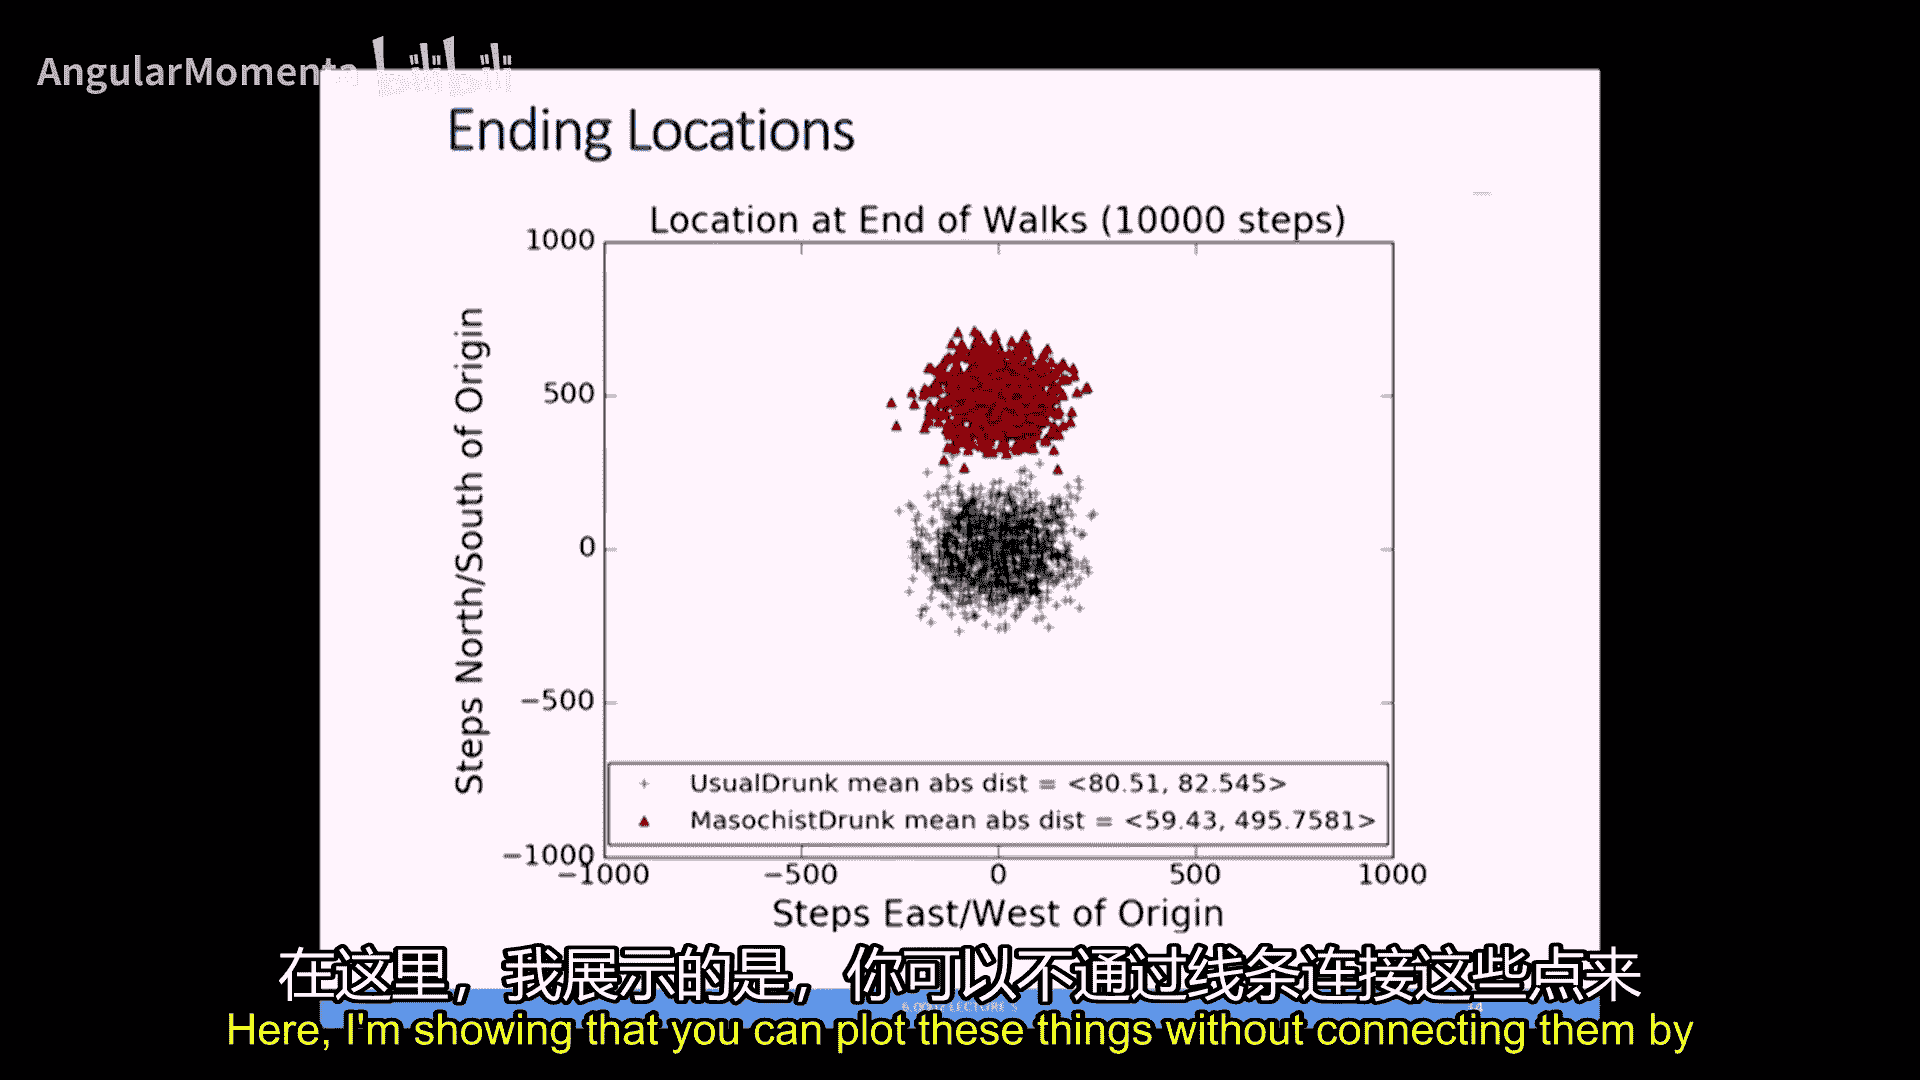 AngularMomenta bilibili
Ending Locations
Location at End of Walks (10000 steps)
1000
500
0
−500
−1000
Steps North/South of Origin
UsualDrunk mean abs dist = <80.51, 82.545>
MasochistDrunk mean abs dist = <59.43, 495.7581>
−1000 −500 0 500 1000
Steps East/West of Origin
在这里，我展示的是，你可以不通过线条连接这些点来
Here, I'm showing that you can plot these things without connecting them by